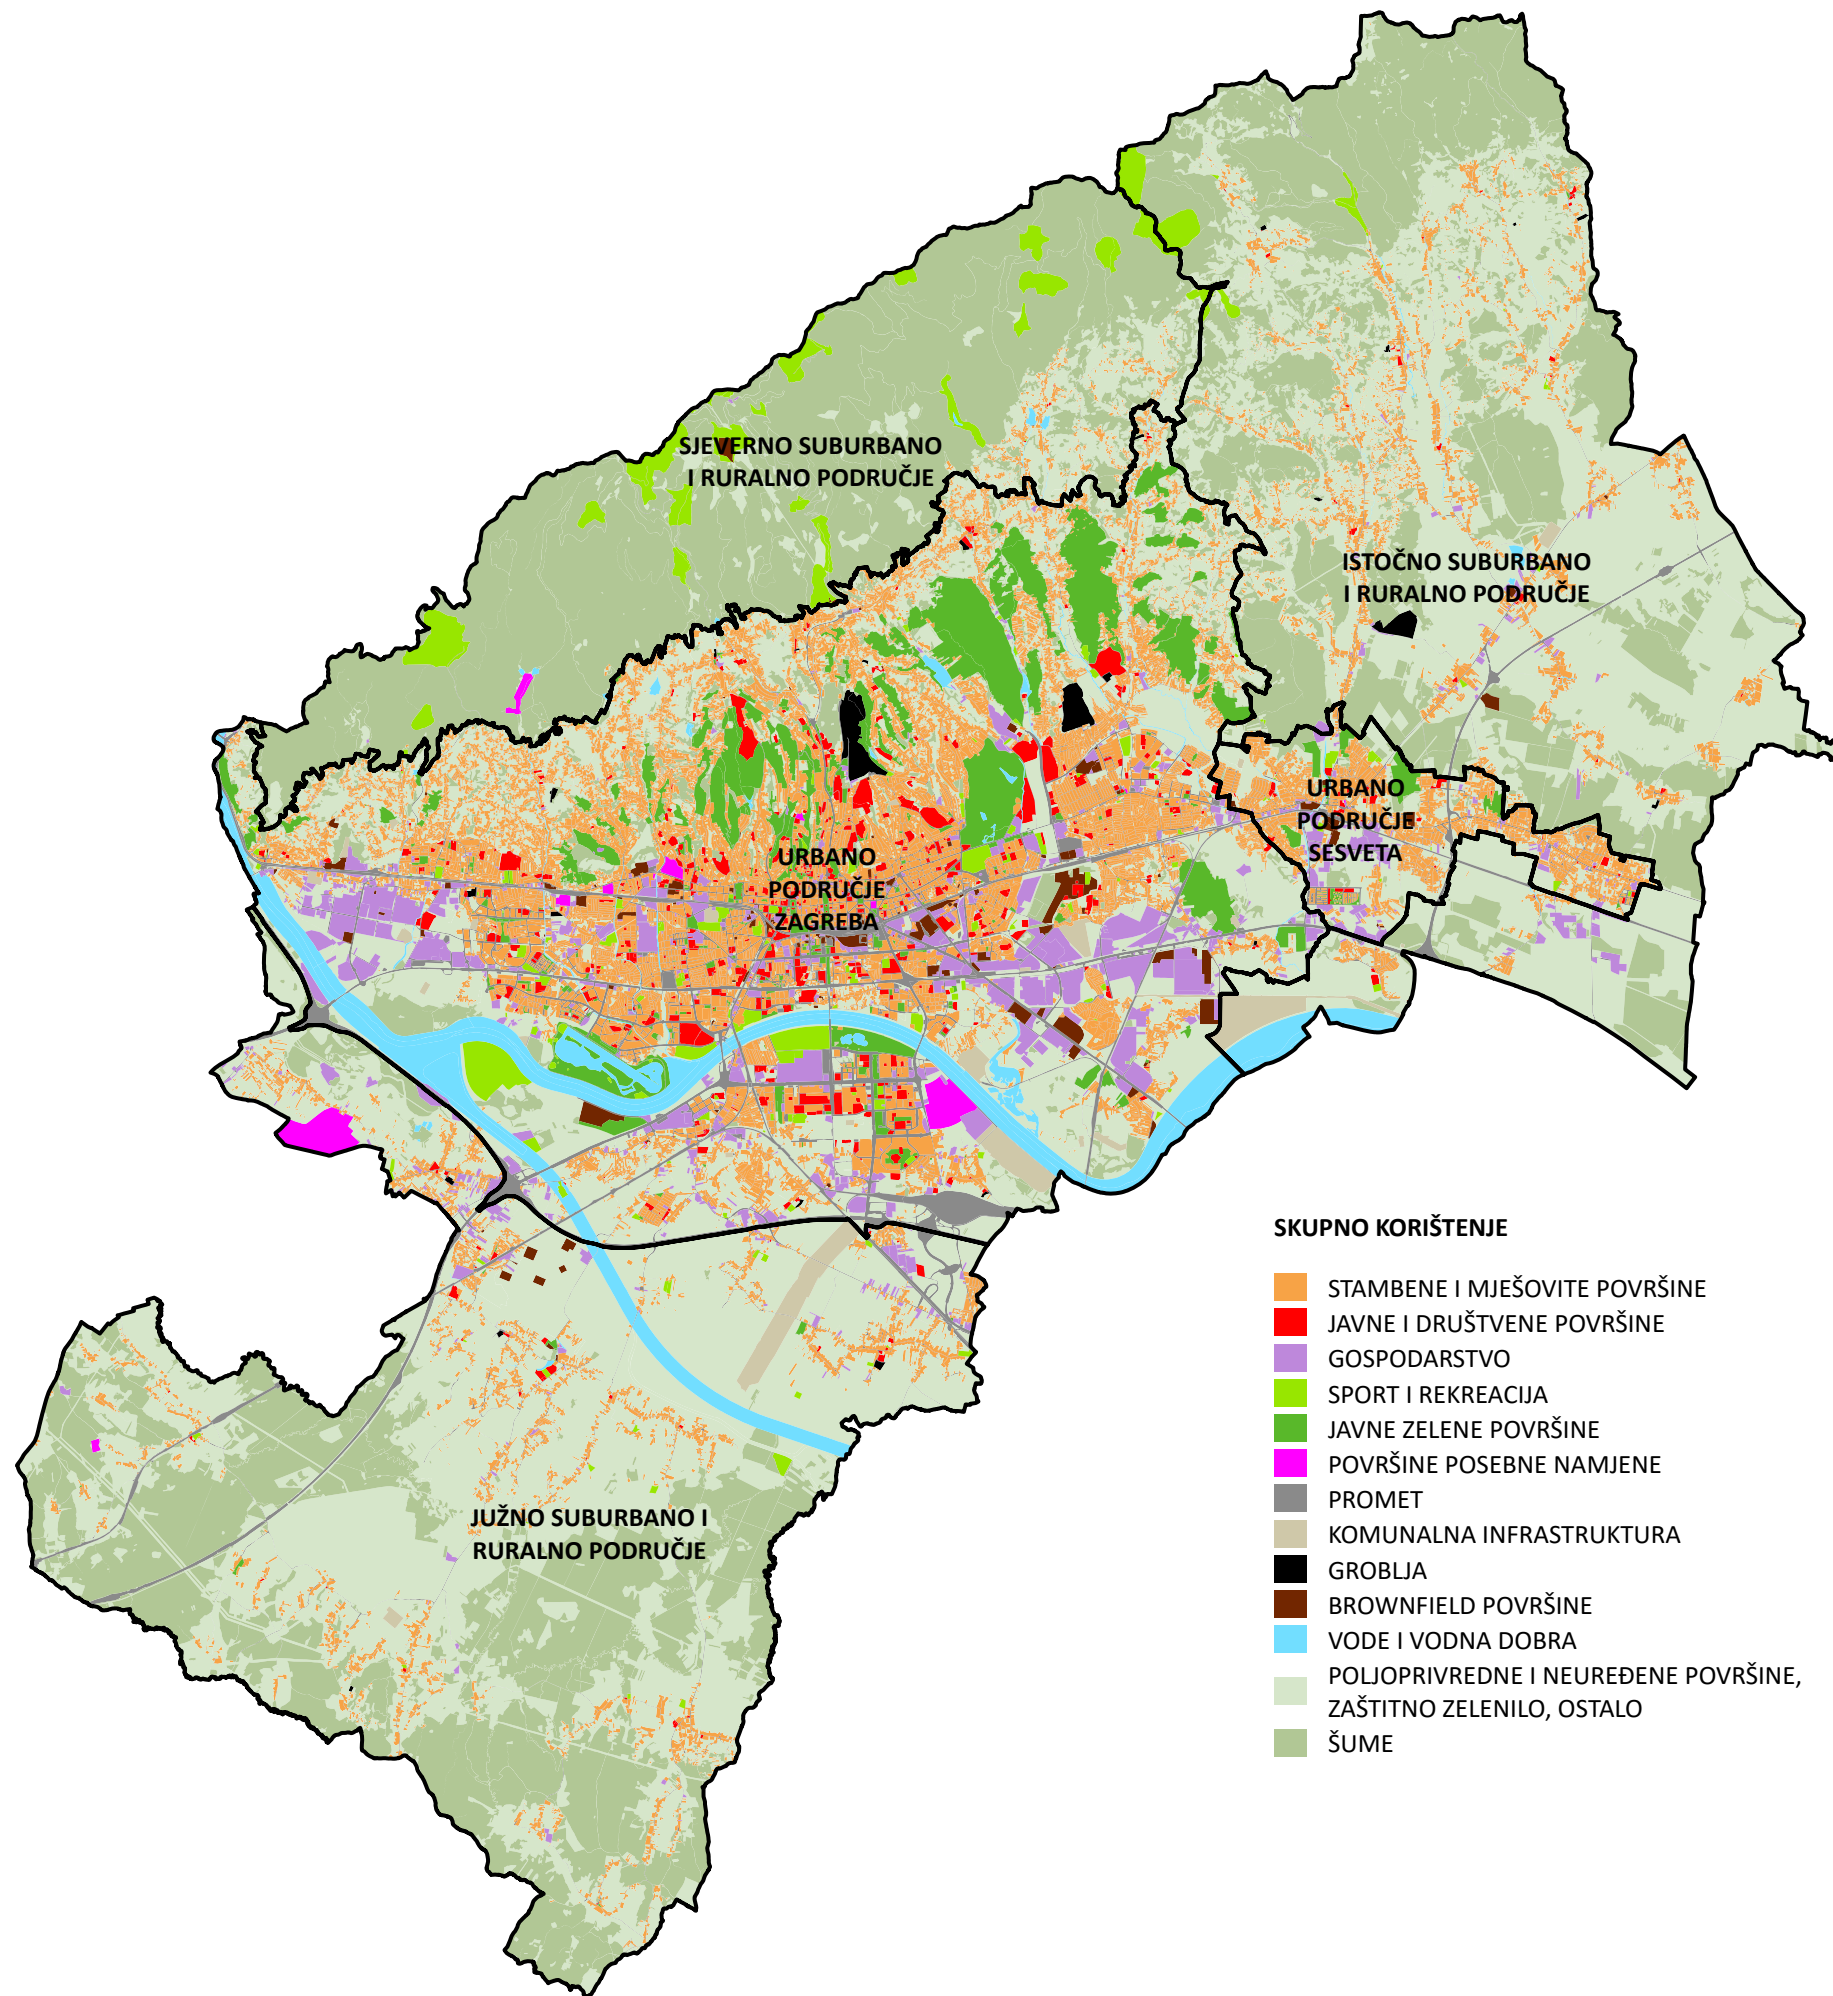 SJEVERNO SUBURBANO
I RURALNO PODRUČJE
ISTOČNO SUBURBANO
I RURALNO PODRUČJE
URBANO
PODRUČJE
SESVETA
URBANO
PODRUČJE
ZAGREBA
JUŽNO SUBURBANO I
RURALNO PODRUČJE
SKUPNO KORIŠTENJE
STAMBENE I MJEŠOVITE POVRŠINE
JAVNE I DRUŠTVENE POVRŠINE
GOSPODARSTVO
SPORT I REKREACIJA
JAVNE ZELENE POVRŠINE
POVRŠINE POSEBNE NAMJENE
PROMET
KOMUNALNA INFRASTRUKTURA
GROBLJA
BROWNFIELD POVRŠINE
VODE I VODNA DOBRA
POLJOPRIVREDNE I NEUREĐENE POVRŠINE,
ZAŠTITNO ZELENILO, OSTALO
ŠUME